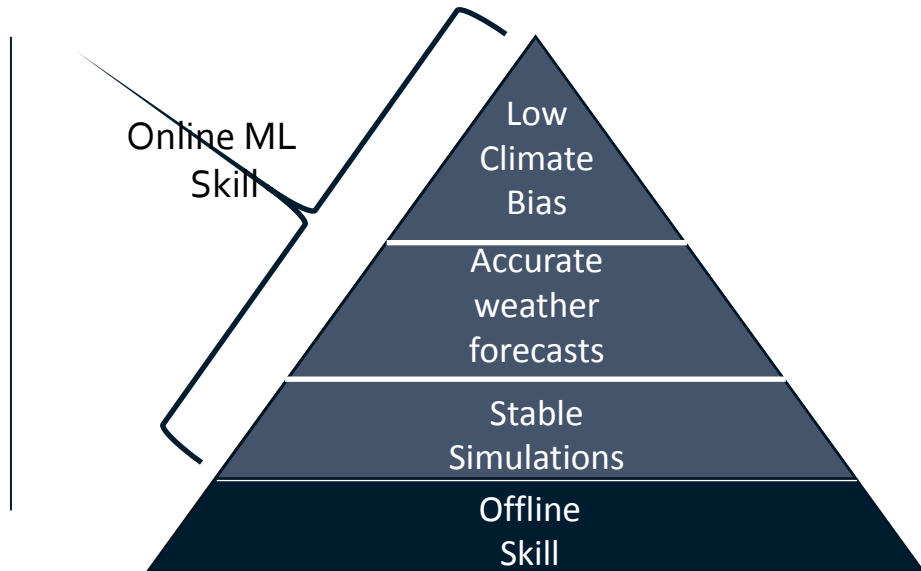 Online ML
Skill
Low
Climate
Bias
Accurate
weather
forecasts
Stable
Simulations
Offline
Skill